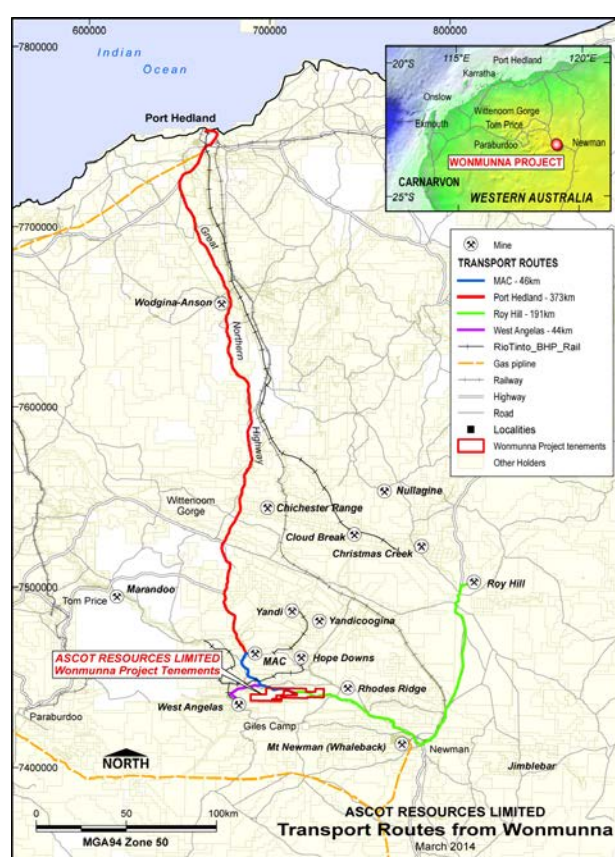 600000
700000
800000
7800000
Indian
Ocean
Port Hedland
7700000
Great
Northern
Highway
Wodgina-Anson
7600000
Nullagine
Chichester Range
Wittenoom
Gorge
Cloud Break
Christmas Creek
7500000
Roy Hill
Marandoo
Tom Price
Yandi
Yandicoogina
MAC
Hope Downs
ASCOT RESOURCES LIMITED
Wonmunna Project Tenements
Rhodes Ridge
West Angelas
Paraburdoo
Giles Camp
Mt Newman (Whaleback)
Newman
7400000
NORTH
Jimblebar
0 50 100km
MGA94 Zone 50
ASCOT RESOURCES LIMITED
Transport Routes from Wonmunna
March 2014
115°E
120°E
20°S
Port Hedland
Karratha
Onslow
Exmouth
Wittenoom Gorge
Tom Price
Paraburdoo
Newman
WONMUNNA PROJECT
CARNARVON
WESTERN AUSTRALIA
25°S
Mine
TRANSPORT ROUTES
MAC - 46km
Port Hedland - 373km
Roy Hill - 191km
West Angelas - 44km
RioTinto_BHP_Rail
Gas pipline
Railway
Highway
Road
Localities
Wonmunna Project tenements
Other Holders